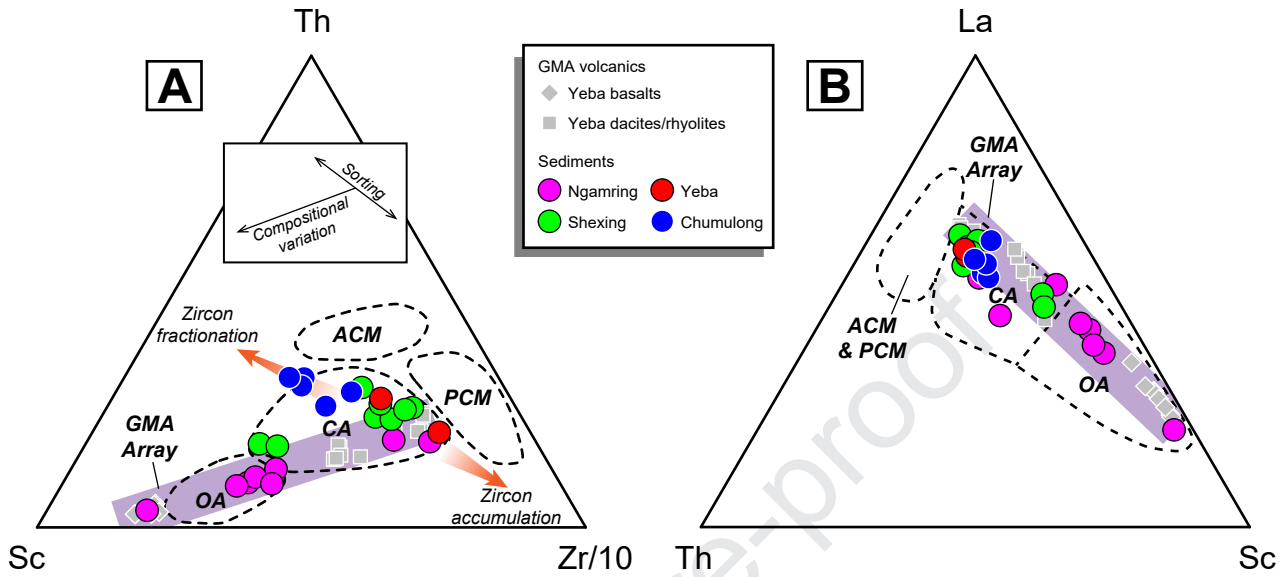 Th
A
Sorting
Compositional
variation
Zircon
fractionation
ACM
PCM
CA
GMA
Array
OA
Zircon
accumulation
Sc
Zr/10
GMA volcanics
Yeba basalts
Yeba dacites/rhyolites
Sediments
Ngamring
Yeba
Shexing
Chumulong
La
B
GMA
Array
CA
ACM
& PCM
OA
Th
Sc
re-proof